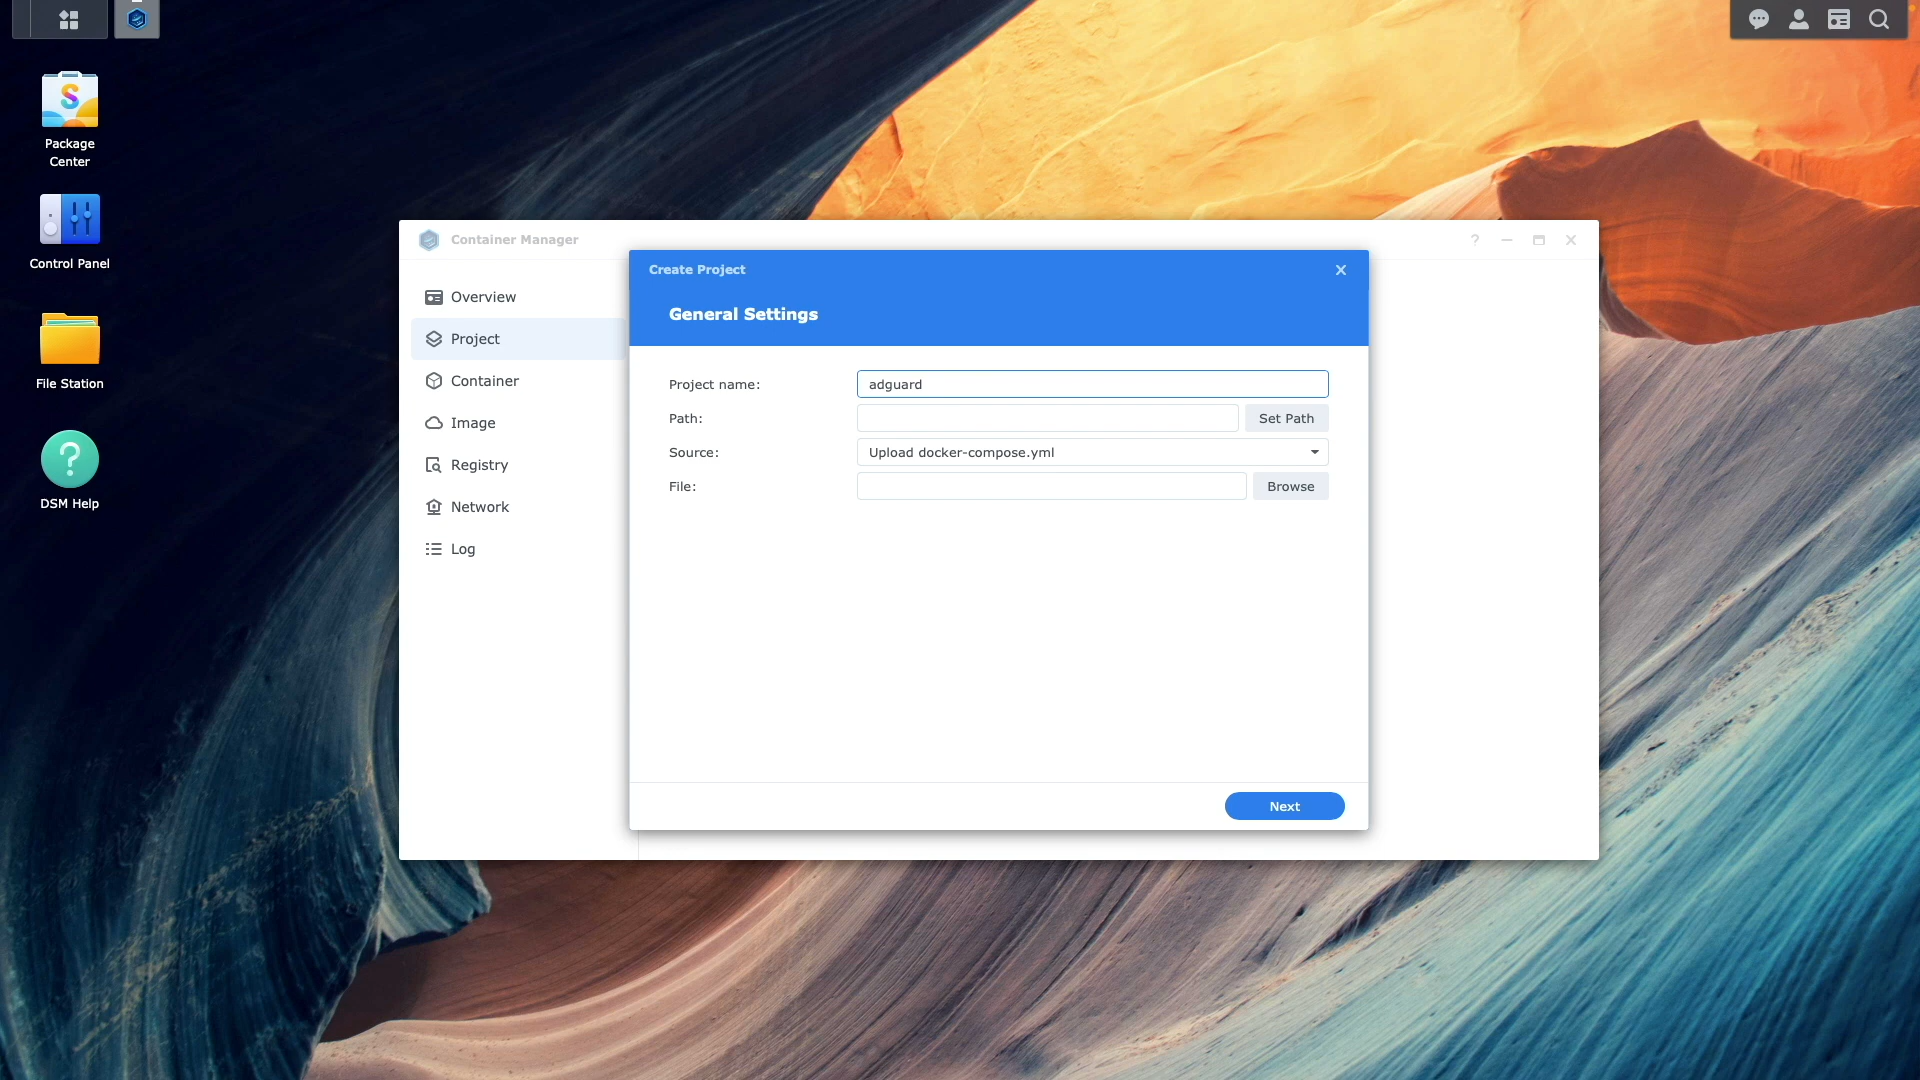 Package
Center
Control Panel
File Station
DSM Help
Container Manager
Overview
Project
Container
Image
Registry
Network
Log
Create Project
General Settings
Project name:
adguard
Path:
Set Path
Source:
Upload docker-compose.yml
File:
Browse
Next